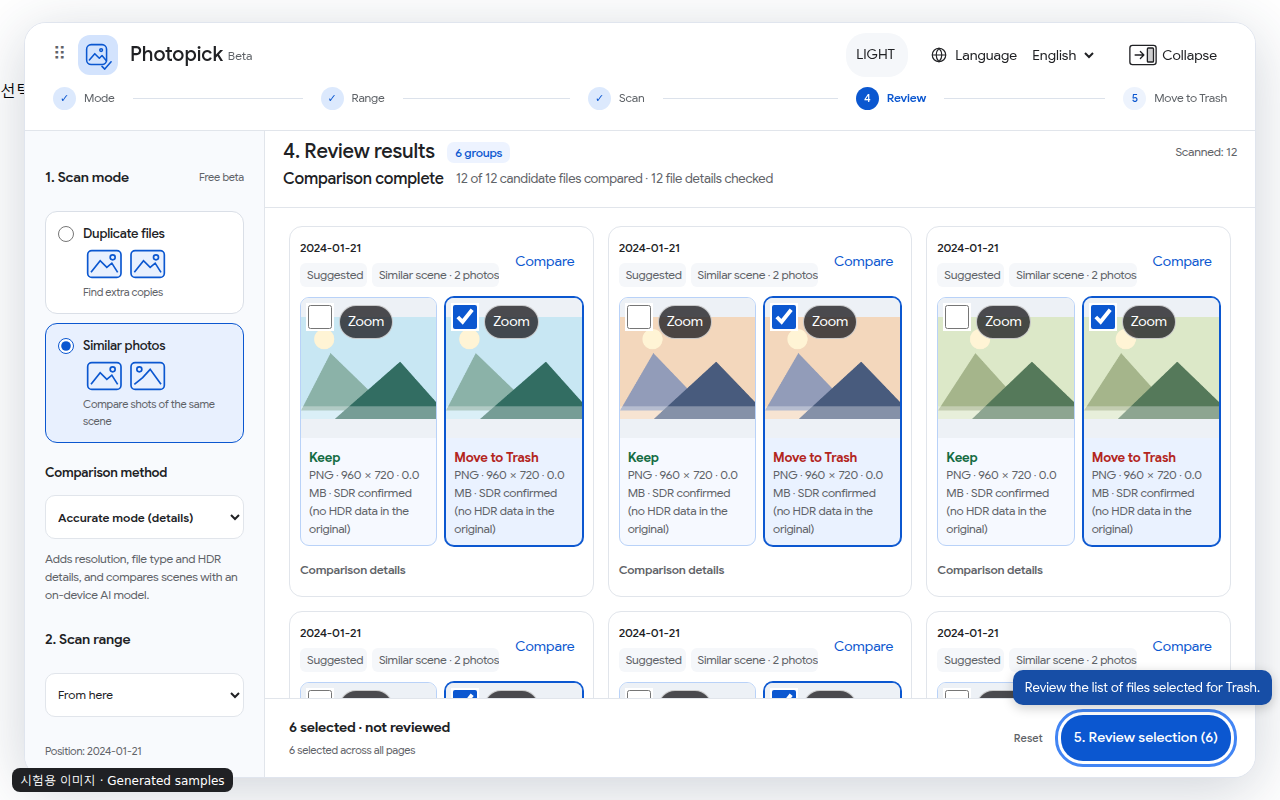 Photopick Beta
LIGHT
Language
English
Collapse
선택
Mode
Range
Scan
4 Review
5 Move to Trash
1. Scan mode
Free beta
Duplicate files
Find extra copies
Similar photos
Compare shots of the same
scene
Comparison method
Accurate mode (details)
Adds resolution, file type and HDR
details, and compares scenes with an
on-device AI model.
2. Scan range
From here
Position: 2024-01-21
4. Review results
6 groups
Scanned: 12
Comparison complete
12 of 12 candidate files compared · 12 file details checked
2024-01-21
Suggested
Similar scene · 2 photos
Compare
Zoom
Zoom
Keep
PNG · 960 × 720 · 0.0
MB · SDR confirmed
(no HDR data in the
original)
Move to Trash
PNG · 960 × 720 · 0.0
MB · SDR confirmed
(no HDR data in the
original)
Comparison details
2024-01-21
Suggested
Similar scene · 2 photos
Compare
Zoom
Zoom
Keep
PNG · 960 × 720 · 0.0
MB · SDR confirmed
(no HDR data in the
original)
Move to Trash
PNG · 960 × 720 · 0.0
MB · SDR confirmed
(no HDR data in the
original)
Comparison details
2024-01-21
Suggested
Similar scene · 2 photos
Compare
Zoom
Zoom
Keep
PNG · 960 × 720 · 0.0
MB · SDR confirmed
(no HDR data in the
original)
Move to Trash
PNG · 960 × 720 · 0.0
MB · SDR confirmed
(no HDR data in the
original)
Comparison details
2024-01-21
Suggested
Similar scene · 2 photos
Compare
2024-01-21
Suggested
Similar scene · 2 photos
Compare
2024-01-21
Suggested
Similar scene · 2 photos
Compare
Review the list of files selected for Trash.
6 selected · not reviewed
6 selected across all pages
Reset
5. Review selection (6)
시험용 이미지 · Generated samples